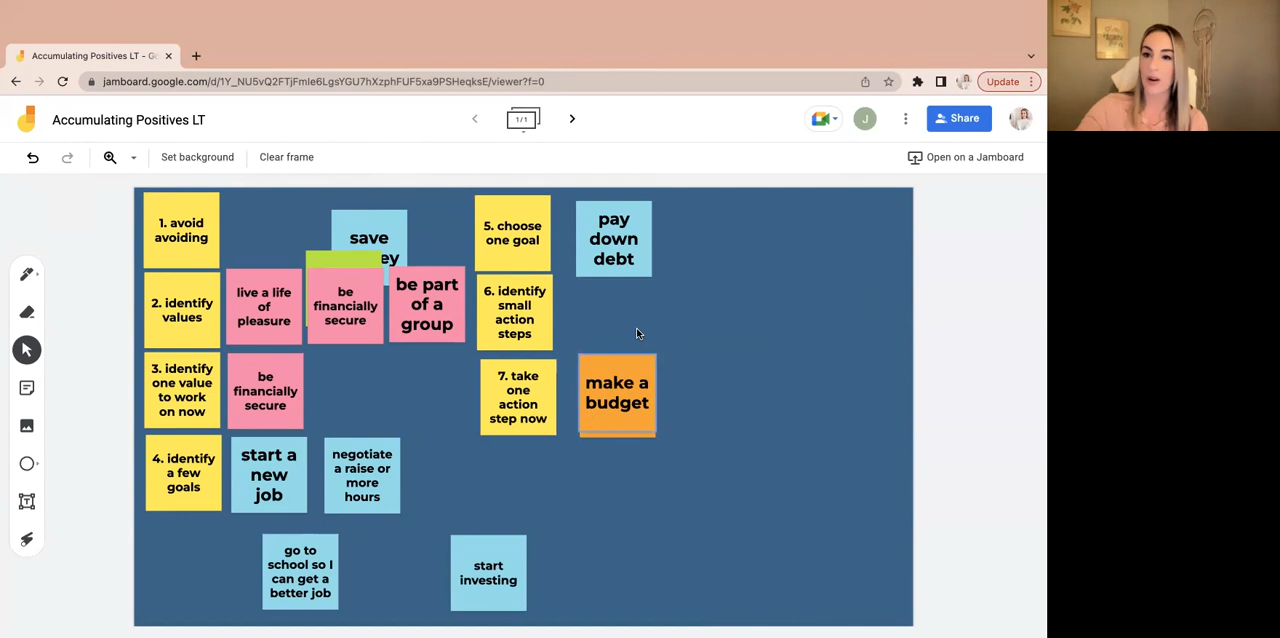 Accumulating Positives LT - Go
jamboard.google.com/d/1Y_NU5vQ2FTjFmIe6LgsYGU7hXzphFUF5xa9PSHeqksE/viewer?f=0
Update
Accumulating Positives LT
1/1
J
Share
Set background
Clear frame
Open on a Jamboard
1. avoid
avoiding
save
ey
5. choose
one goal
pay
down
debt
2. identify
values
live a life
of
pleasure
be
financially
secure
be part
of a
group
6. identify
small
action
steps
3. identify
one value
to work
on now
be
financially
secure
7. take
one
action
step now
make a
budget
4. identify
a few
goals
start a
new
job
negotiate
a raise or
more
hours
go to
school so I
can get a
better job
start
investing